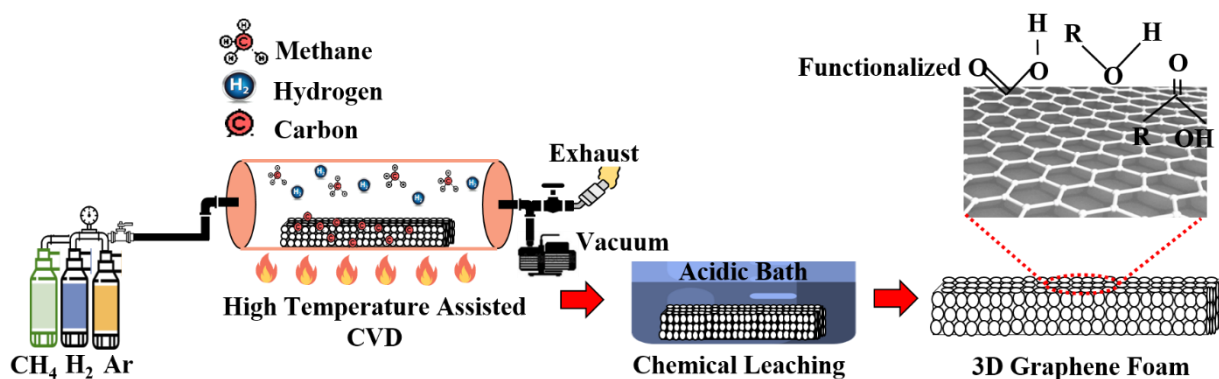 Methane
Hydrogen
Carbon
H₂
C
H
CH₄ H₂ Ar
High Temperature Assisted
CVD
Exhaust
Vacuum
Acidic Bath
Chemical Leaching
Functionalized
O
H
O
R
O
H
O
R
OH
3D Graphene Foam